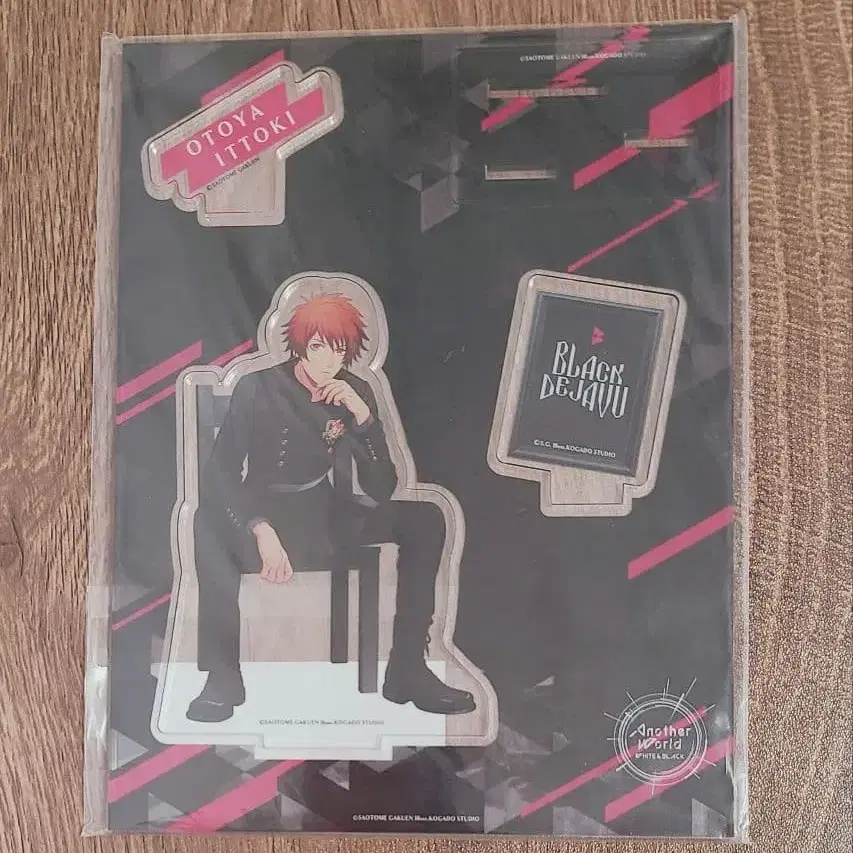 ©SAOTOME GAKUEN Illust.KOGADO STUDIO
OTOYA
ITTOKI
©SAOTOME GAKUEN
BLACK
DEJAVU
©S.G. Illust.KOGADO STUDIO
©SAOTOME GAKUEN Illust.KOGADO STUDIO
Another
World
WHITE & BLACK
©SAOTOME GAKUEN Illust.KOGADO STUDIO